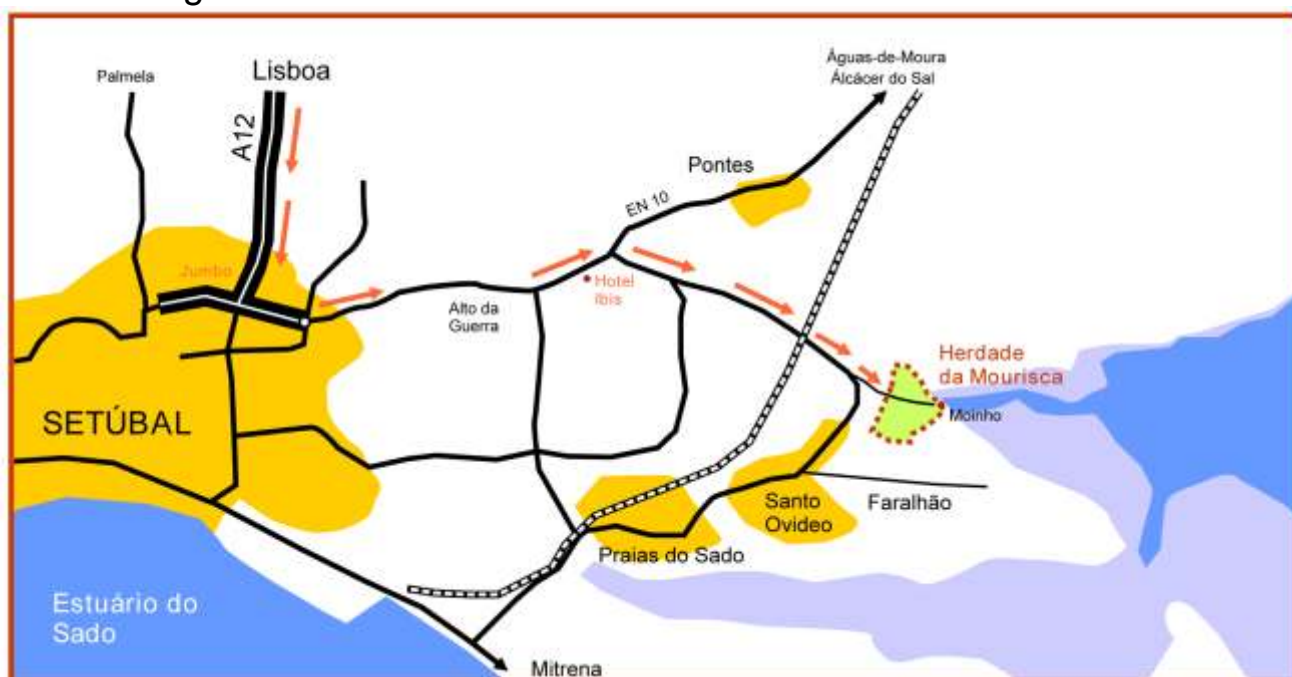 g
Palmela
Lisboa
A12
Águas-de-Moura
Álcácer do Sal
Pontes
EN 10
Jumbo
Hotel
Ibis
Alto da
Guerra
Herdade
da Mourisca
Moinho
SETÚBAL
Santo
Ovideo
Faralhão
Praias do Sado
Estuário do
Sado
Mitrena